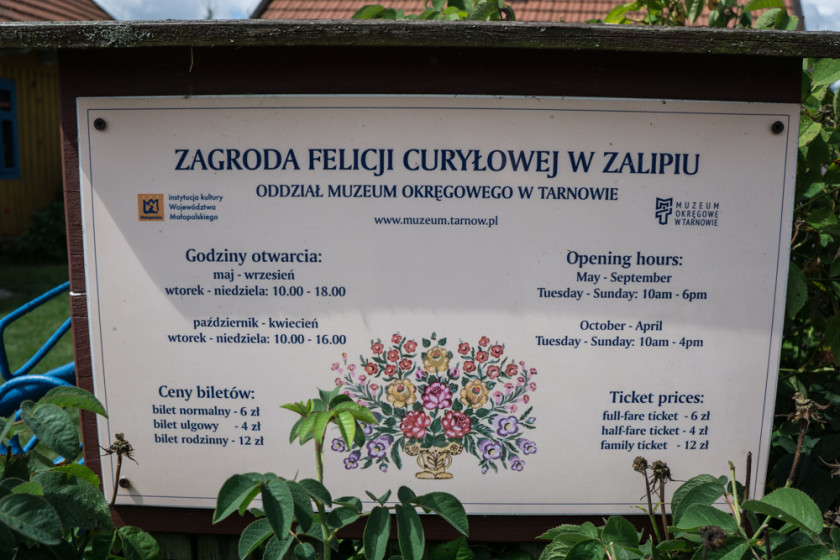 ZAGRODA FELICJI CURYŁOWEJ W ZALIPIU
ODDZIAŁ MUZEUM OKRĘGOWEGO W TARNOWIE
instytucja kultury
Województwa
Małopolskiego
www.muzeum.tarnow.pl
MUZEUM
OKRĘGOWE
W TARNOWIE
Godziny otwarcia:
maj - wrzesień
wtorek - niedziela: 10.00 - 18.00
październik - kwiecień
wtorek - niedziela: 10.00 - 16.00
Ceny biletów:
bilet normalny - 6 zł
bilet ulgowy - 4 zł
bilet rodzinny - 12 zł
Opening hours:
May - September
Tuesday - Sunday: 10am - 6pm
October - April
Tuesday - Sunday: 10am - 4pm
Ticket prices:
full-fare ticket - 6 zł
half-fare ticket - 4 zł
family ticket - 12 zł